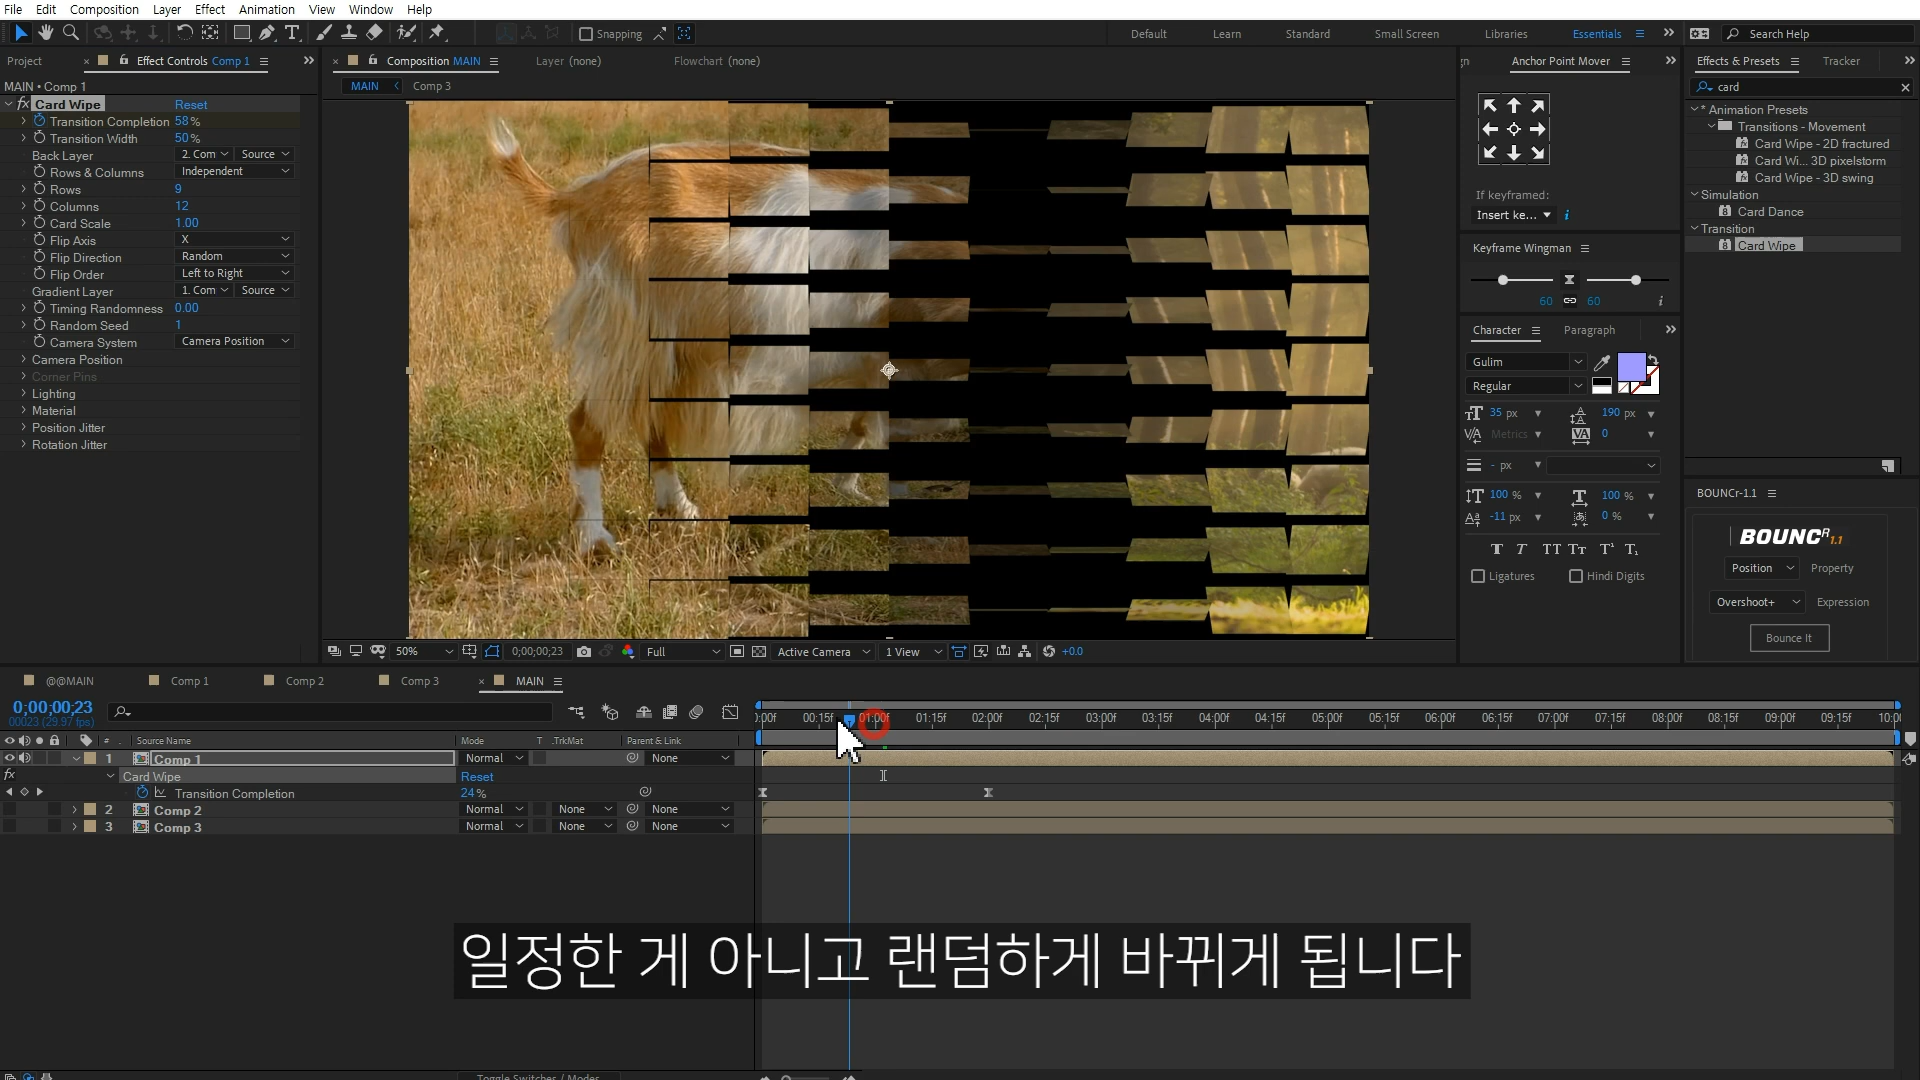 File Edit Composition Layer Effect Animation View Window Help
Snapping Default Learn Standard Small Screen Libraries Essentials Search Help
Project Effect Controls Comp 1
MAIN • Comp 1
fx Card Wipe Reset
Transition Completion 58%
Transition Width 50%
Back Layer 2. Com Source
Rows & Columns Independent
Rows 9
Columns 12
Card Scale 1.00
Flip Axis X
Flip Direction Random
Flip Order Left to Right
Gradient Layer 1. Com Source
Timing Randomness 0.00
Random Seed 1
Camera System Camera Position
Camera Position
Corner Pins
Lighting
Material
Position Jitter
Rotation Jitter
Composition MAIN Layer (none) Flowchart (none)
MAIN Comp 3
50% 0;00;00;23 Full Active Camera 1 View +0.0
Anchor Point Mover
If keyframed:
Insert ke...
Keyframe Wingman
60 60
Character Paragraph
Gulim
Regular
35 px 190 px
Metrics 0
- px
100 % 100 %
-11 px 0 %
Ligatures Hindi Digits
Effects & Presets Tracker
card
* Animation Presets
Transitions - Movement
Card Wipe - 2D fractured
Card Wi... 3D pixelstorm
Card Wipe - 3D swing
Simulation
Card Dance
Transition
Card Wipe
BOUNCr-1.1
BOUNCR 1.1
Position Property
Overshoot+ Expression
Bounce It
@@MAIN Comp 1 Comp 2 Comp 3 MAIN
0;00;00;23
00023 (29.97 fps)
:00f 00:15f 01:00f 01:15f 02:00f 02:15f 03:00f 03:15f 04:00f 04:15f 05:00f 05:15f 06:00f 06:15f 07:00f 07:15f 08:00f 08:15f 09:00f 09:15f 10:0
# Source Name Mode T .TrkMat Parent & Link
1 Comp 1 Normal None
fx Card Wipe Reset
Transition Completion 24%
2 Comp 2 Normal None None
3 Comp 3 Normal None None
일정한 게 아니고 랜덤하게 바뀌게 됩니다
Toggle Switches / Modes